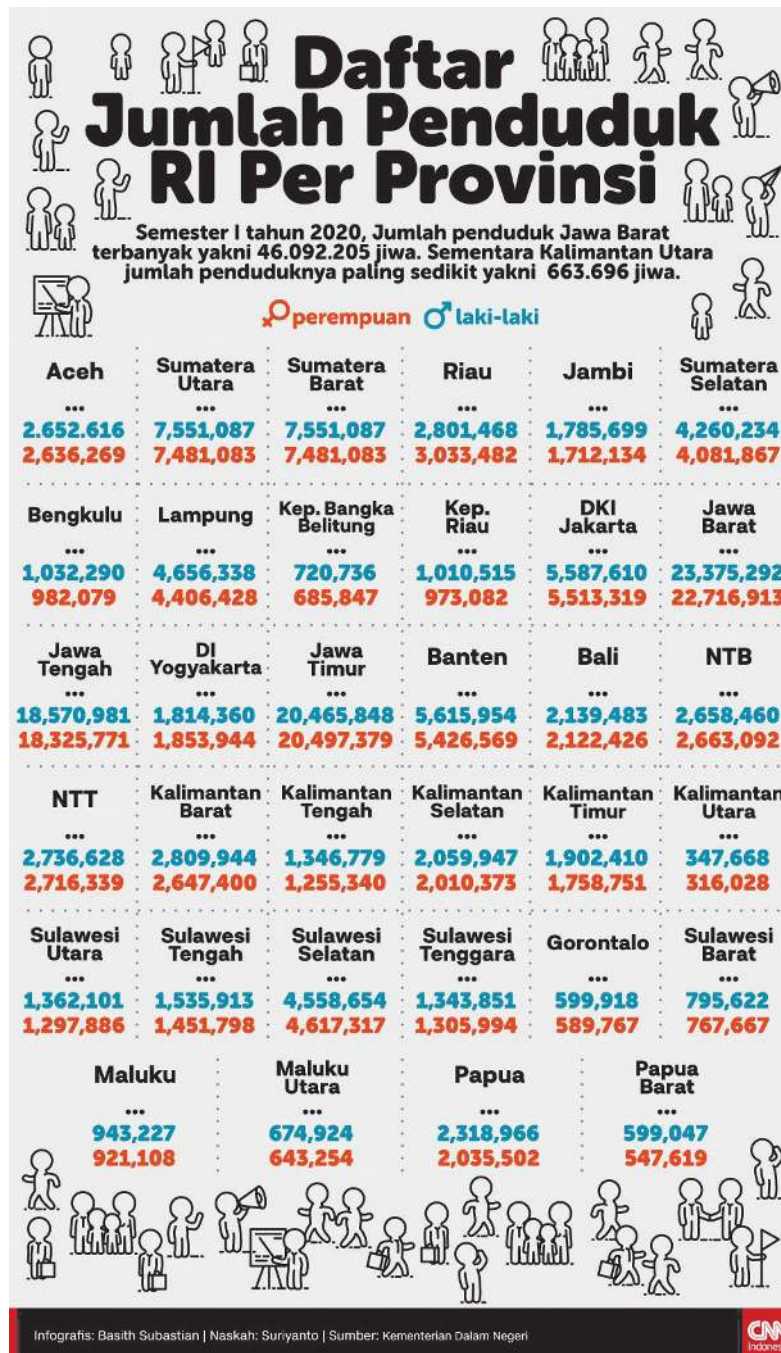 Daftar
Jumlah Penduduk
RI Per Provinsi
Semester I tahun 2020, Jumlah penduduk Jawa Barat
terbanyak yakni 46.092.205 jiwa. Sementara Kalimantan Utara
jumlah penduduknya paling sedikit yakni 663.696 jiwa.
perempuan laki-laki
Aceh
...
2.652.616
2,636,269
Sumatera
Utara
...
7,551,087
7,481,083
Sumatera
Barat
...
7,551,087
7,481,083
Riau
...
2,801,468
3,033,482
Jambi
...
1,785,699
1,712,134
Sumatera
Selatan
...
4,260,234
4,081,867
Bengkulu
...
1,032,290
982,079
Lampung
...
4,656,338
4,406,428
Kep. Bangka
Belitung
...
720,736
685,847
Kep.
Riau
...
1,010,515
973,082
DKI
Jakarta
...
5,587,610
5,513,319
Jawa
Barat
...
23,375,292
22,716,913
Jawa
Tengah
...
18,570,981
18,325,771
DI
Yogyakarta
...
1,814,360
1,853,944
Jawa
Timur
...
20,465,848
20,497,379
Banten
...
5,615,954
5,426,569
Bali
...
2,139,483
2,122,426
NTB
...
2,658,460
2,663,092
NTT
...
2,736,628
2,716,339
Kalimantan
Barat
...
2,809,944
2,647,400
Kalimantan
Tengah
...
1,346,779
1,255,340
Kalimantan
Selatan
...
2,059,947
2,010,373
Kalimantan
Timur
...
1,902,410
1,758,751
Kalimantan
Utara
...
347,668
316,028
Sulawesi
Utara
...
1,362,101
1,297,886
Sulawesi
Tengah
...
1,535,913
1,451,798
Sulawesi
Selatan
...
4,558,654
4,617,317
Sulawesi
Tenggara
...
1,343,851
1,305,994
Gorontalo
...
599,918
589,767
Sulawesi
Barat
...
795,622
767,667
Maluku
...
943,227
921,108
Maluku
Utara
...
674,924
643,254
Papua
...
2,318,966
2,035,502
Papua
Barat
...
599,047
547,619
Infografis: Basith Subastian | Naskah: Suriyanto | Sumber: Kementerian Dalam Negeri
CNN
Indonesia